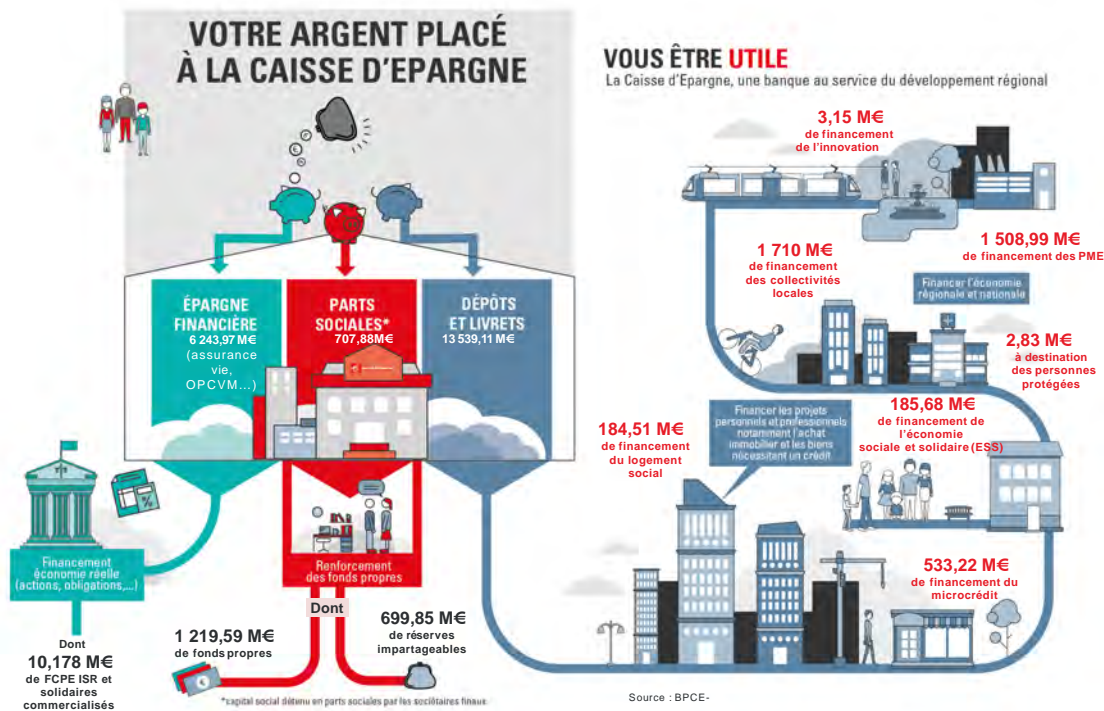 VOTRE ARGENT PLACÉ
À LA CAISSE D'EPARGNE
ÉPARGNE
FINANCIÈRE
6 243,97 M€
(assurance
vie,
OPCVM...)
PARTS
SOCIALES*
707,88M€
DÉPÔTS
ET LIVRETS
13 539,11 M€
Financement
économie réelle
(actions, obligations,...)
Dont
10,178 M€
de FCPE ISR et
solidaires
commercialisés
Renforcement
des fonds propres
Dont
1 219,59 M€
de fonds propres
699,85 M€
de réserves
impartageables
*capital social détenu en parts sociales par les sociétaires finaux
VOUS ÊTRE UTILE
La Caisse d'Epargne, une banque au service du développement régional
3,15 M€
de financement
de l'innovation
1 508,99 M€
de financement des PME
1 710 M€
de financement
des collectivités
locales
Financer l'économie
régionale et nationale
2,83 M€
à destination
des personnes
protégées
185,68 M€
de financement de
l'économie
sociale et solidaire (ESS)
184,51 M€
de financement
du logement
social
Financer les projets
personnels et professionnels
notamment l'achat
immobilier et les biens
nécessitant un crédit
533,22 M€
de financement du
microcrédit
Source : BPCE-